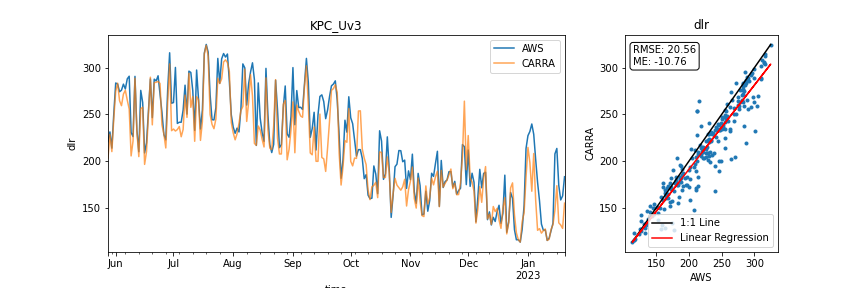 KPC_Uv3
dlr
300
250
200
150
AWS
CARRA
Jun
Jul
Aug
Sep
Oct
Nov
Dec
Jan
2023
time
dlr
CARRA
300
250
200
150
RMSE: 20.56
ME: -10.76
1:1 Line
Linear Regression
150
200
250
300
AWS